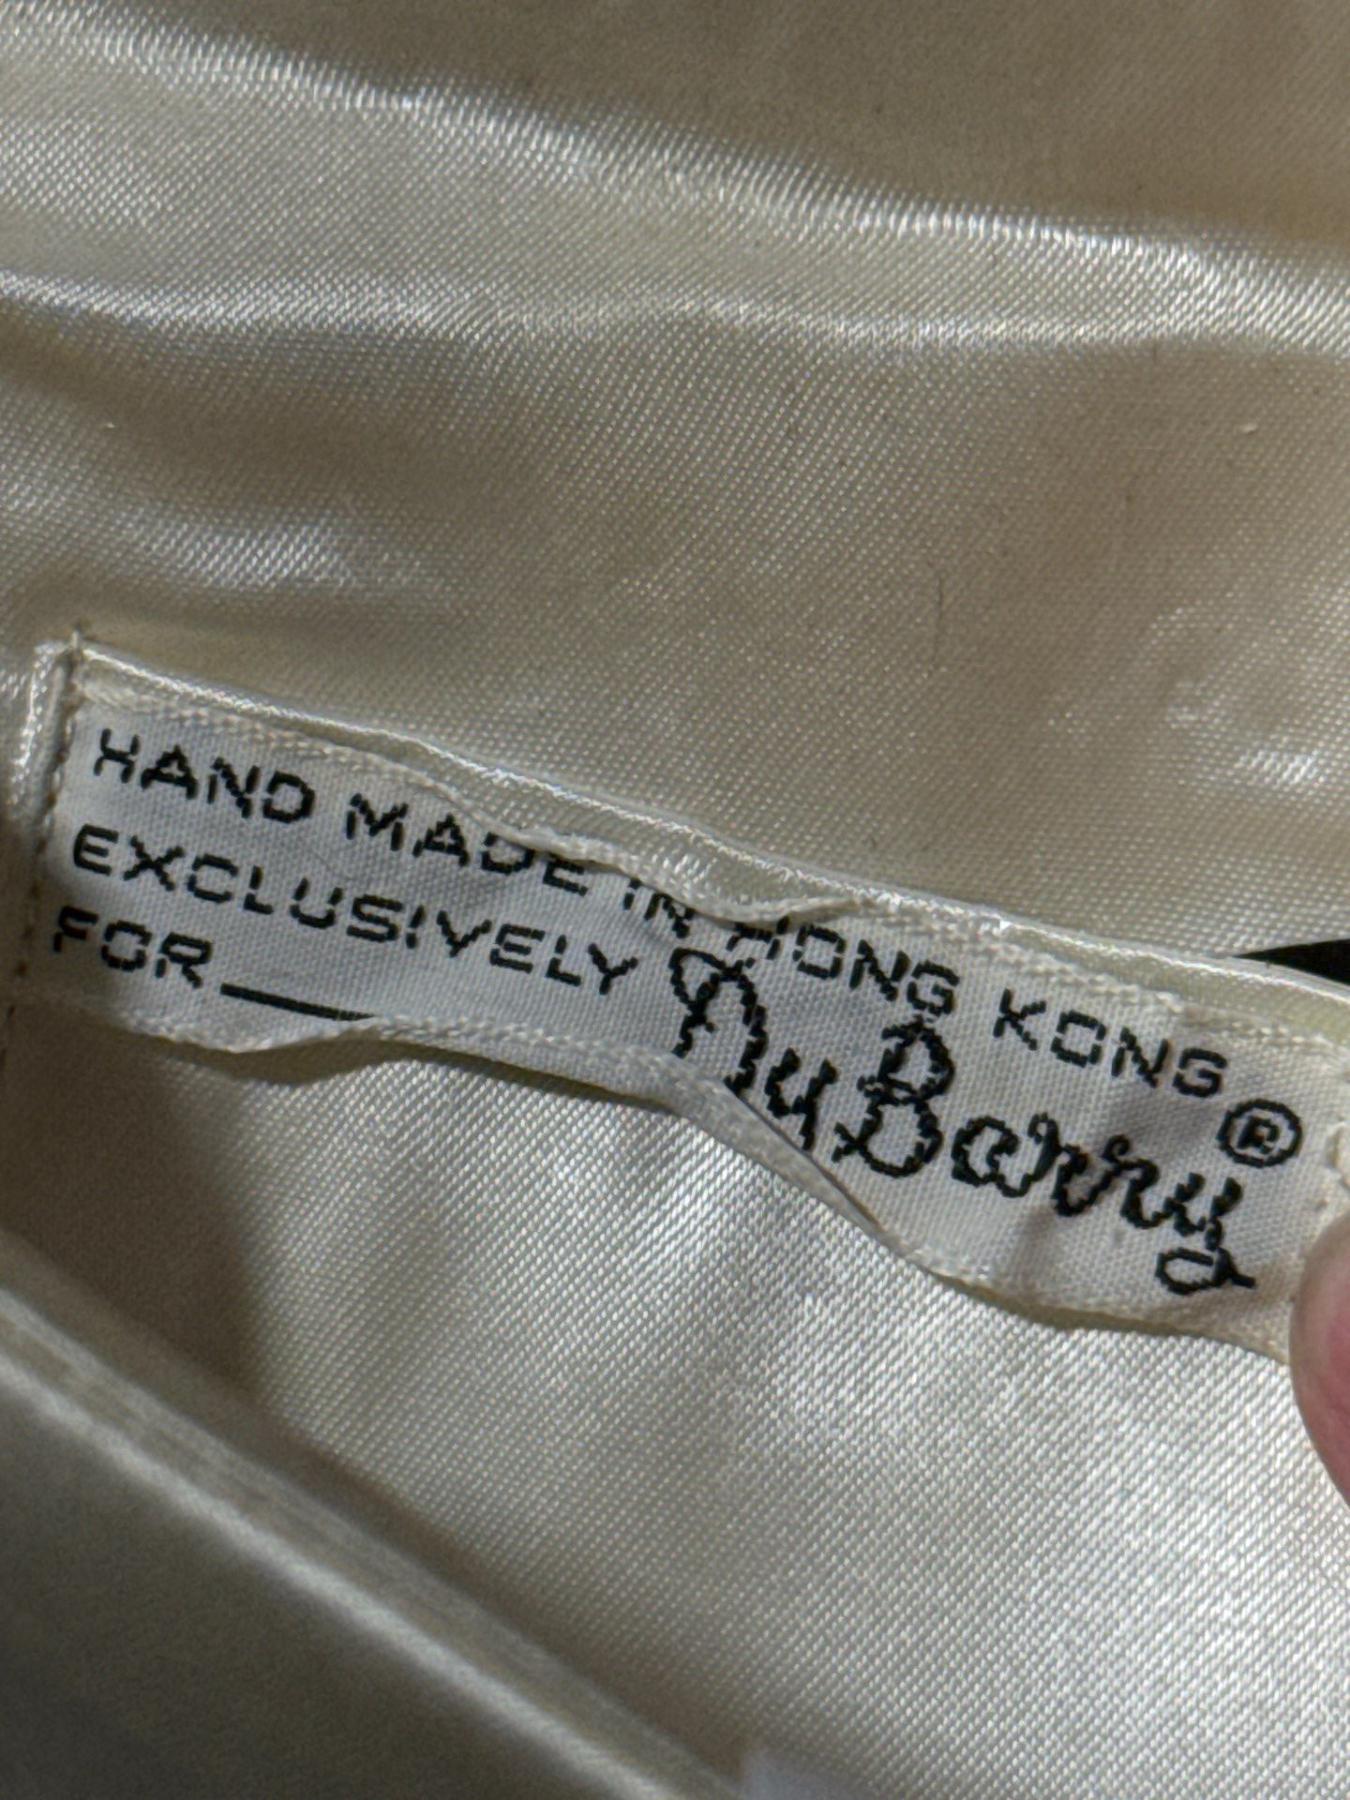 HAND MADE IN HONG KONG
EXCLUSIVELY
FOR DuBarry ®